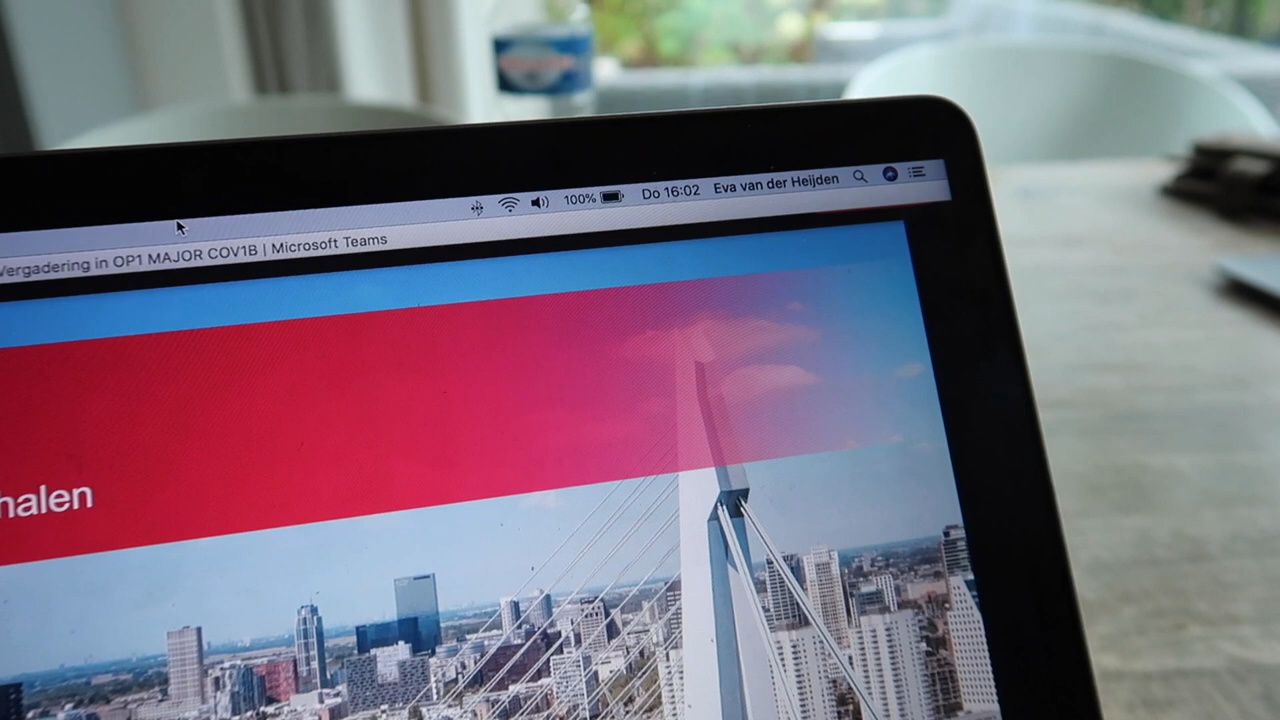 100% Do 16:02 Eva van der Heijden
Vergadering in OP1 MAJOR COV1B | Microsoft Teams
halen